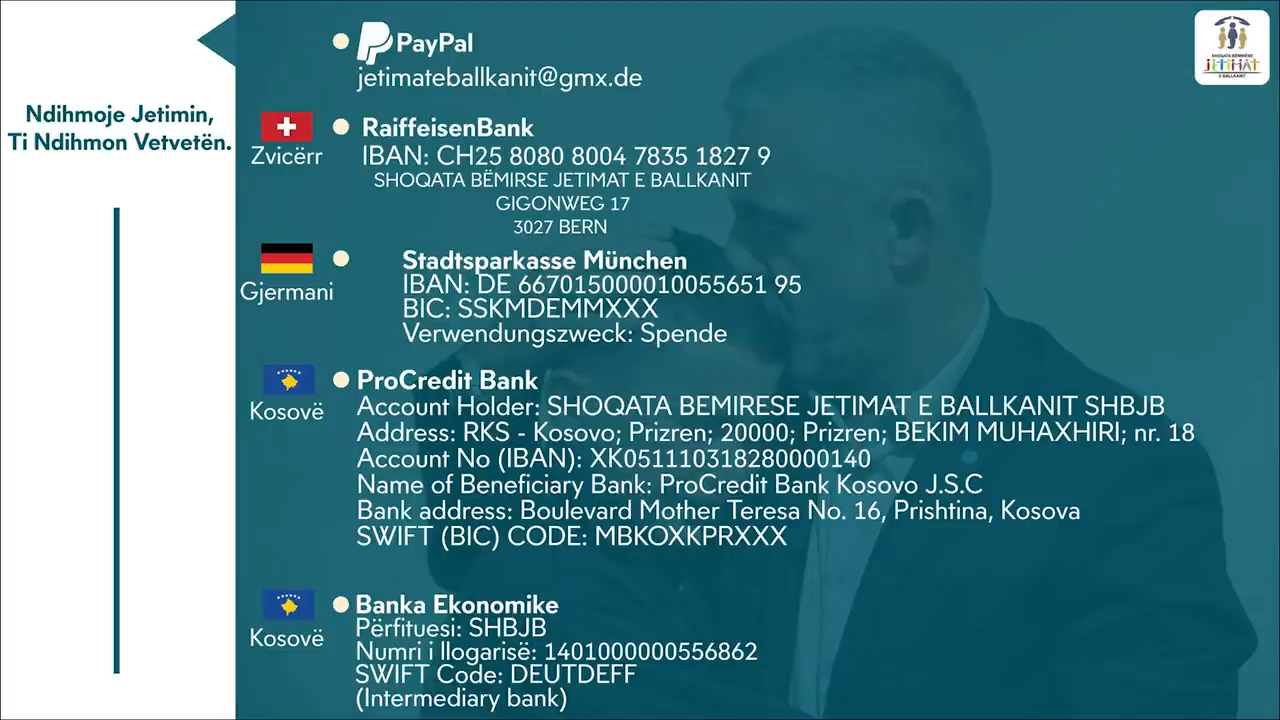 Ndihmoje Jetimin,
Ti Ndihmon Vetvetën.
PayPal
jetimateballkanit@gmx.de
Zvicërr
RaiffeisenBank
IBAN: CH25 8080 8004 7835 1827 9
SHOQATA BËMIRSE JETIMAT E BALLKANIT
GIGONWEG 17
3027 BERN
Gjermani
Stadtsparkasse München
IBAN: DE 667015000010055651 95
BIC: SSKMDEMMXXX
Verwendungszweck: Spende
Kosovë
ProCredit Bank
Account Holder: SHOQATA BEMIRESE JETIMAT E BALLKANIT SHBJB
Address: RKS - Kosovo; Prizren; 20000; Prizren; BEKIM MUHAXHIRI; nr. 18
Account No (IBAN): XK051110318280000140
Name of Beneficiary Bank: ProCredit Bank Kosovo J.S.C
Bank address: Boulevard Mother Teresa No. 16, Prishtina, Kosova
SWIFT (BIC) CODE: MBKOXKPRXXX
Kosovë
Banka Ekonomike
Përfituesi: SHBJB
Numri i llogarisë: 1401000000556862
SWIFT Code: DEUTDEFF
(Intermediary bank)
SHOQATA BËMIRËSE
JETIMAT
E BALLKANIT